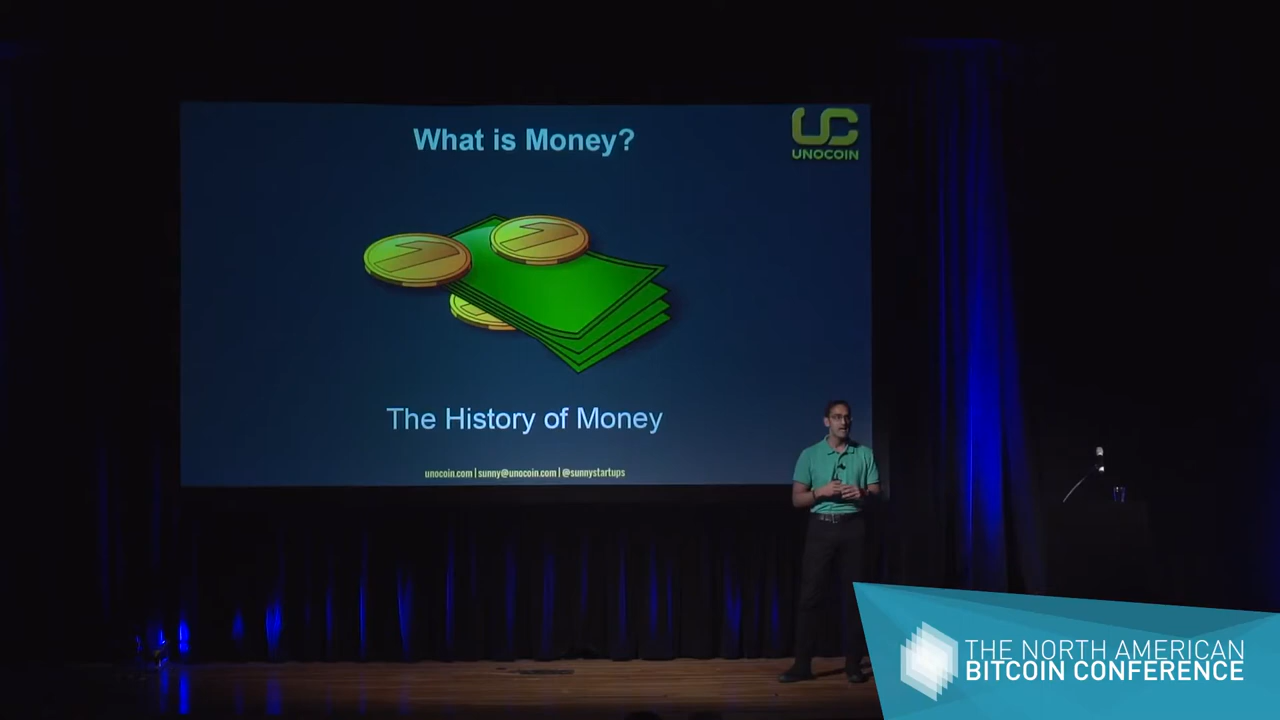 What is Money?
UC
UNOCOIN
The History of Money
unocoin.com | sunny@unocoin.com | @sunnystartups
THE NORTH AMERICAN
BITCOIN CONFERENCE